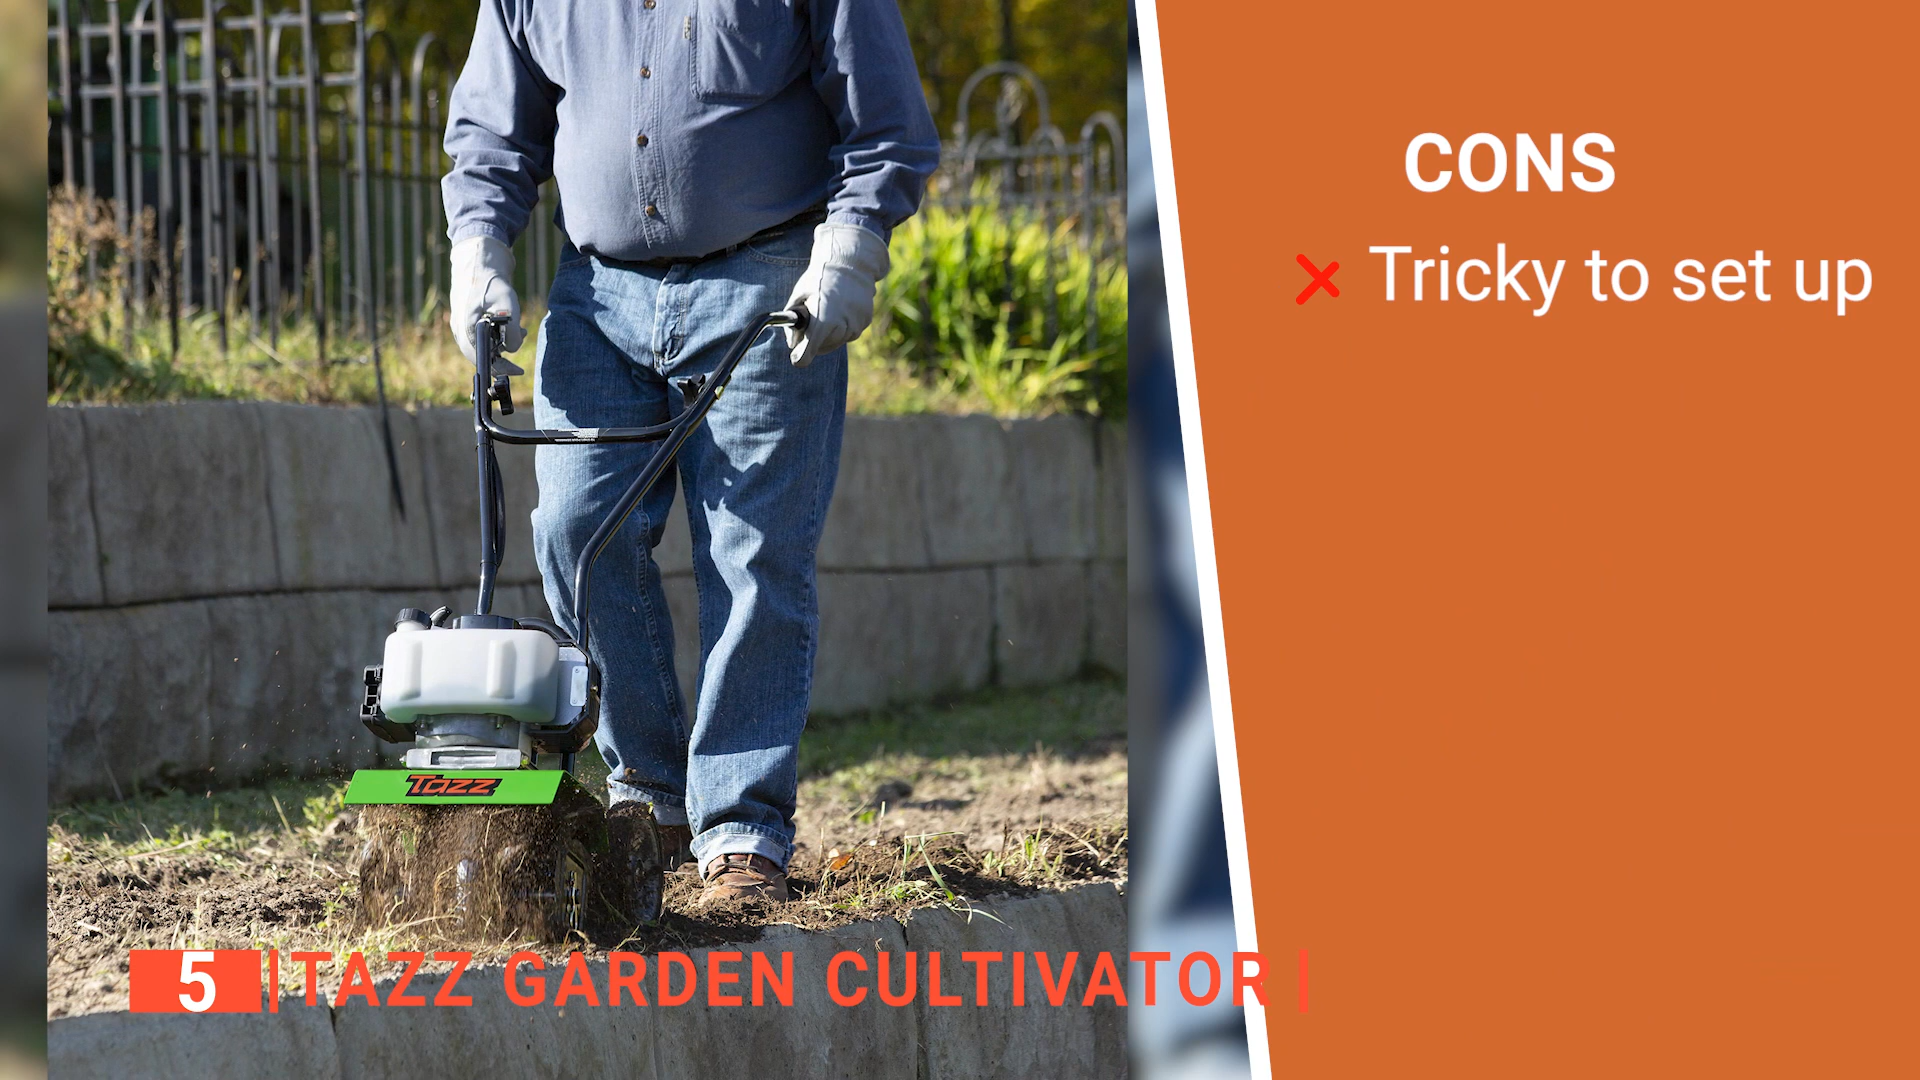 CONS
Tricky to set up
Tazz
5 | TAZZ GARDEN CULTIVATOR |